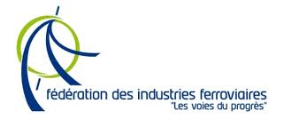 fédération des industries ferroviaires
"Les voies du progrès"